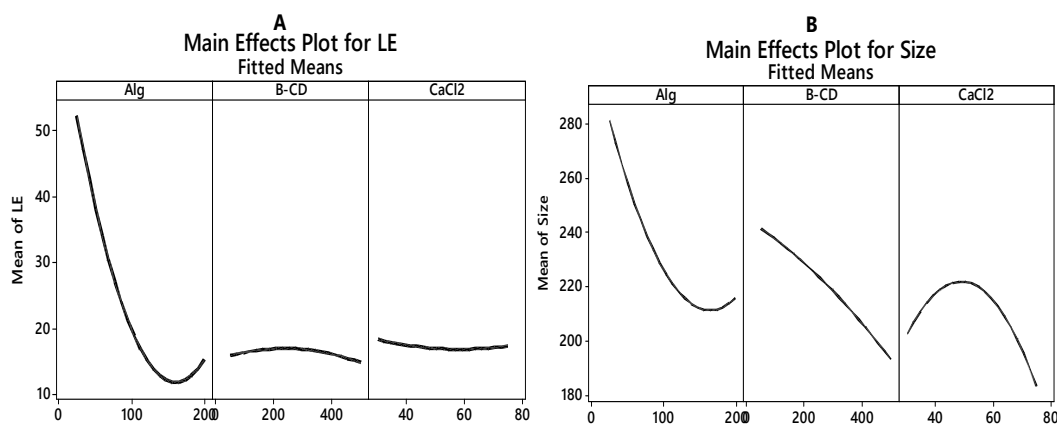 A
Main Effects Plot for LE
Fitted Means
Alg B-CD CaCl2
50
40
30
20
10
Mean of LE
0 100 200 0 200 400 40 60 80
B
Main Effects Plot for Size
Fitted Means
Alg B-CD CaCl2
280
260
240
220
200
180
Mean of Size
0 100 200 0 200 400 40 60 80